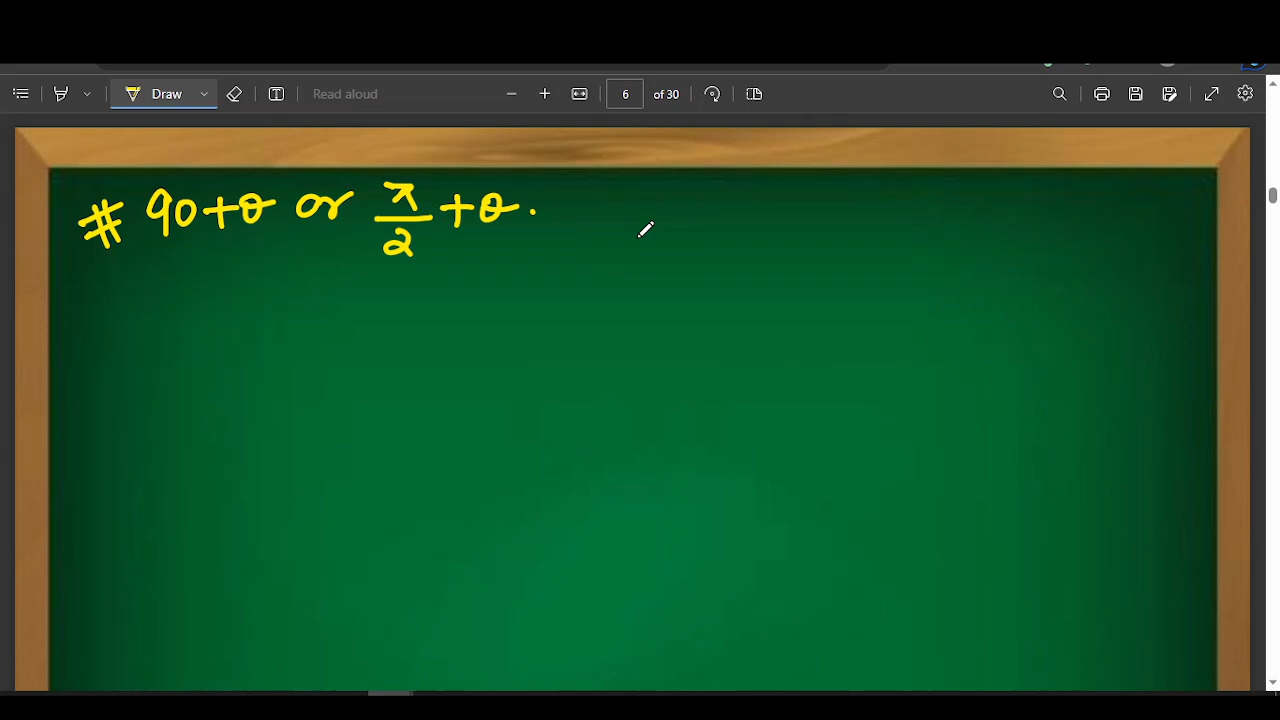 Draw Read aloud 6 of 30
# 90+θ or π/2 +θ.